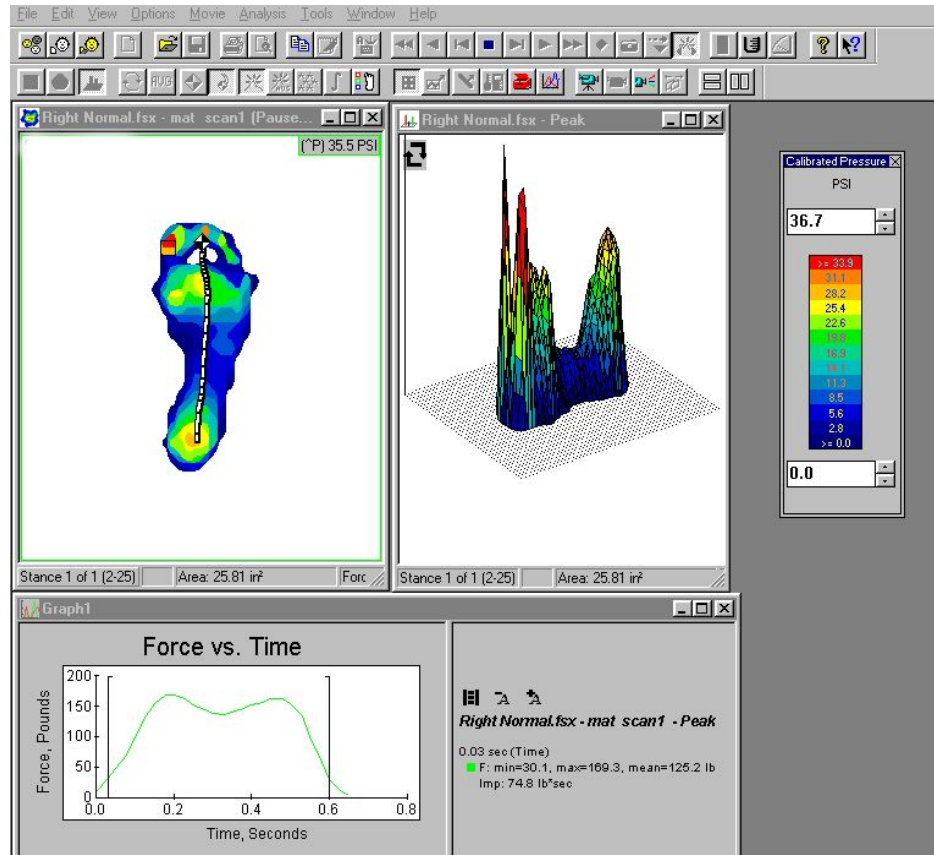 File Edit View Options Movie Analysis Tools Window Help
AVG
Right Normal.fsx - mat scan1 (Pause...
(^P) 35.5 PSI
Stance 1 of 1 (2-25) Area: 25.81 in² Forc
Right Normal.fsx - Peak
Stance 1 of 1 (2-25) Area: 25.81 in²
Calibrated Pressure
PSI
36.7
>= 33.9
31.1
28.2
25.4
22.6
19.8
16.9
14.1
11.3
8.5
5.6
2.8
>= 0.0
0.0
Graph1
Force vs. Time
Force, Pounds
200
150
100
50
0
0.0 0.2 0.4 0.6 0.8
Time, Seconds
A A
Right Normal.fsx - mat scan1 - Peak
0.03 sec (Time)
F: min=30.1, max=169.3, mean=125.2 lb
Imp: 74.8 lb*sec